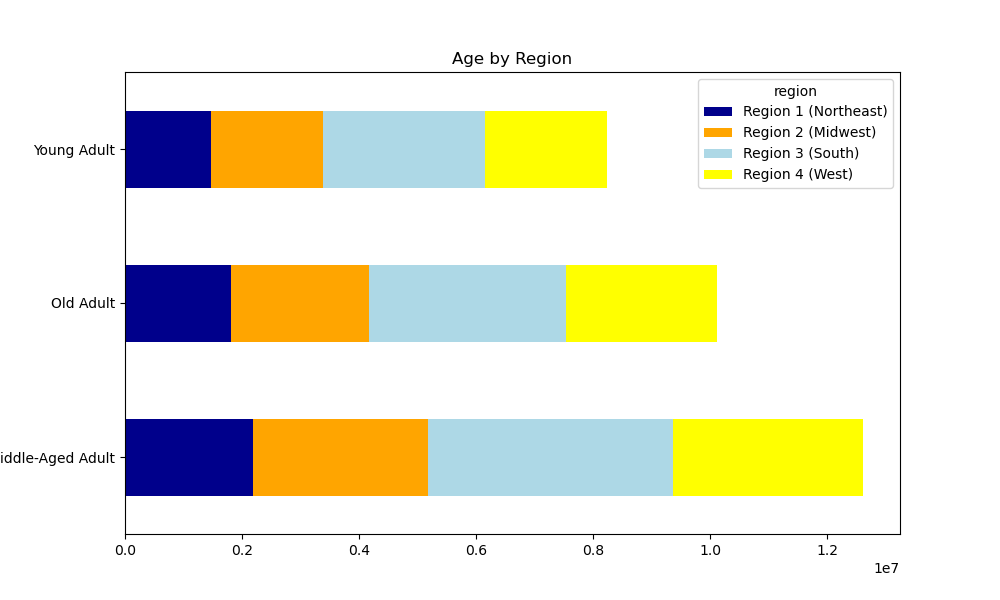 Age by Region
region
Region 1 (Northeast)
Region 2 (Midwest)
Region 3 (South)
Region 4 (West)
Young Adult
Old Adult
iddle-Aged Adult
0.0 0.2 0.4 0.6 0.8 1.0 1.2
1e7